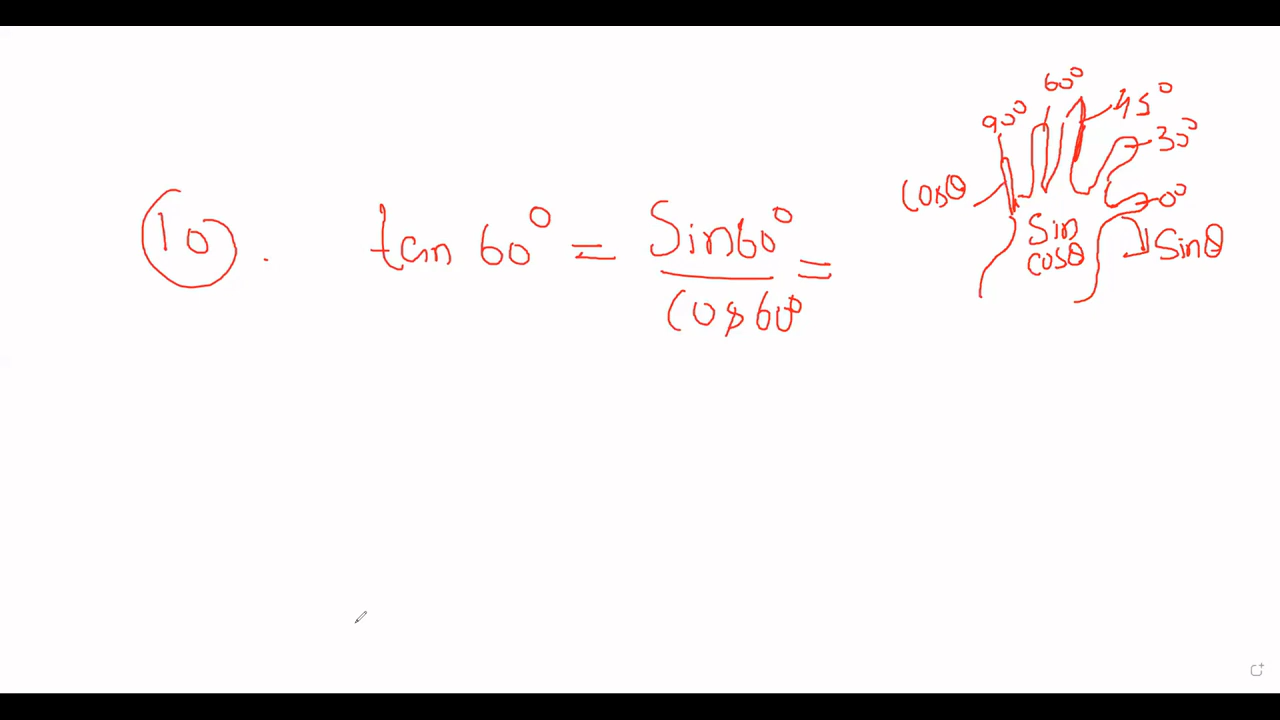 10. tan 60° = Sin60° =
Cos60°
90° 60° 45° 30° 0°
Cosθ Sin Cosθ Sinθ